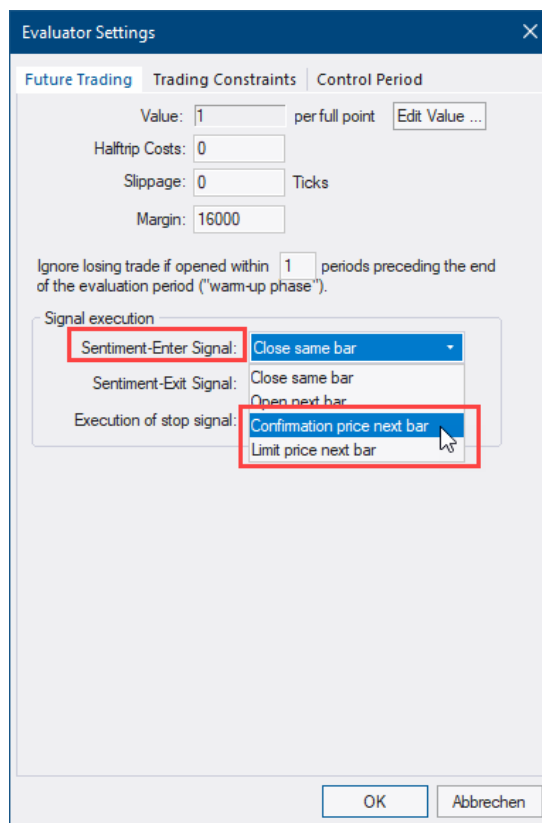 Evaluator Settings
Future Trading Trading Constraints Control Period
Value: 1 per full point Edit Value ...
Halftrip Costs: 0
Slippage: 0 Ticks
Margin: 16000
Ignore losing trade if opened within 1 periods preceding the end
of the evaluation period ("warm-up phase").
Signal execution
Sentiment-Enter Signal: Close same bar
Sentiment-Exit Signal: Close same bar
Open next bar
Execution of stop signal: Confirmation price next bar
Limit price next bar
OK Abbrechen